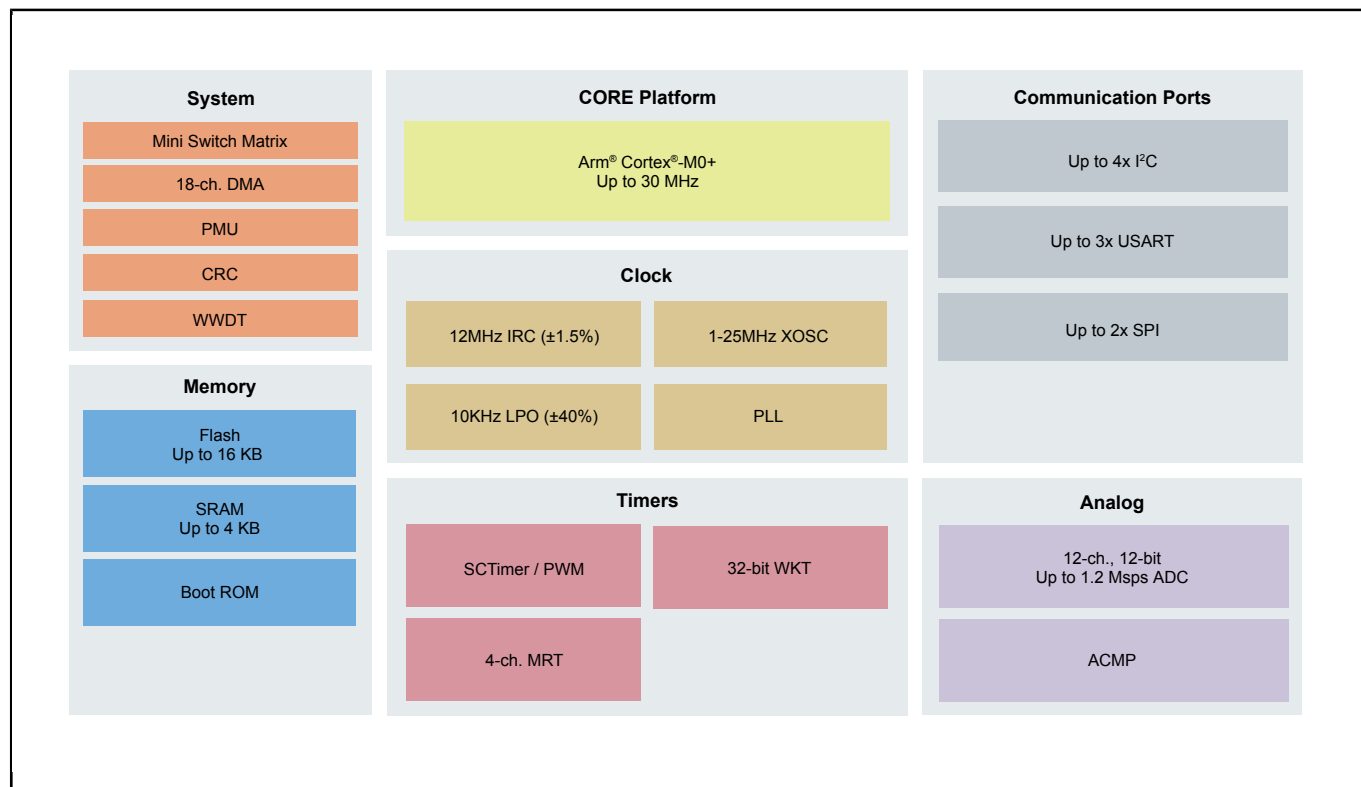 System
Mini Switch Matrix
18-ch. DMA
PMU
CRC
WWDT
Memory
Flash
Up to 16 KB
SRAM
Up to 4 KB
Boot ROM
CORE Platform
Arm® Cortex®-M0+
Up to 30 MHz
Clock
12MHz IRC (±1.5%)
1-25MHz XOSC
10KHz LPO (±40%)
PLL
Timers
SCTimer / PWM
32-bit WKT
4-ch. MRT
Communication Ports
Up to 4x I²C
Up to 3x USART
Up to 2x SPI
Analog
12-ch., 12-bit
Up to 1.2 Msps ADC
ACMP